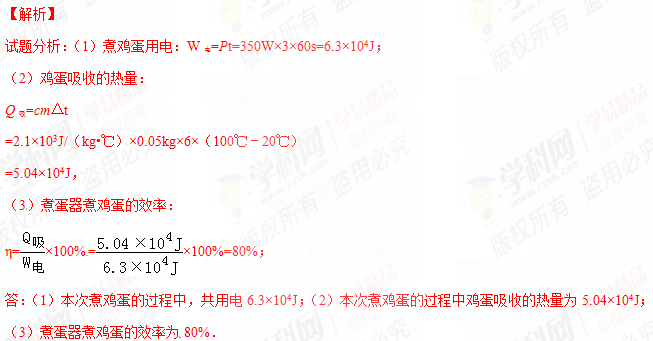 【解析】
试题分析：（1）煮鸡蛋用电：W电=Pt=350W×3×60s=6.3×10⁴J；
（2）鸡蛋吸收的热量：
Q吸=cm△t
=2.1×10³J/（kg•℃）×0.05kg×6×（100℃－20℃）
=5.04×10⁴J，
（3）煮蛋器煮鸡蛋的效率：
η=Q吸/W电×100%=5.04×10⁴J/6.3×10⁴J×100%=80%；
答：（1）本次煮鸡蛋的过程中，共用电 6.3×10⁴J；（2）本次煮鸡蛋的过程中鸡蛋吸收的热量为 5.04×10⁴J；
（3）煮蛋器煮鸡蛋的效率为 80%．